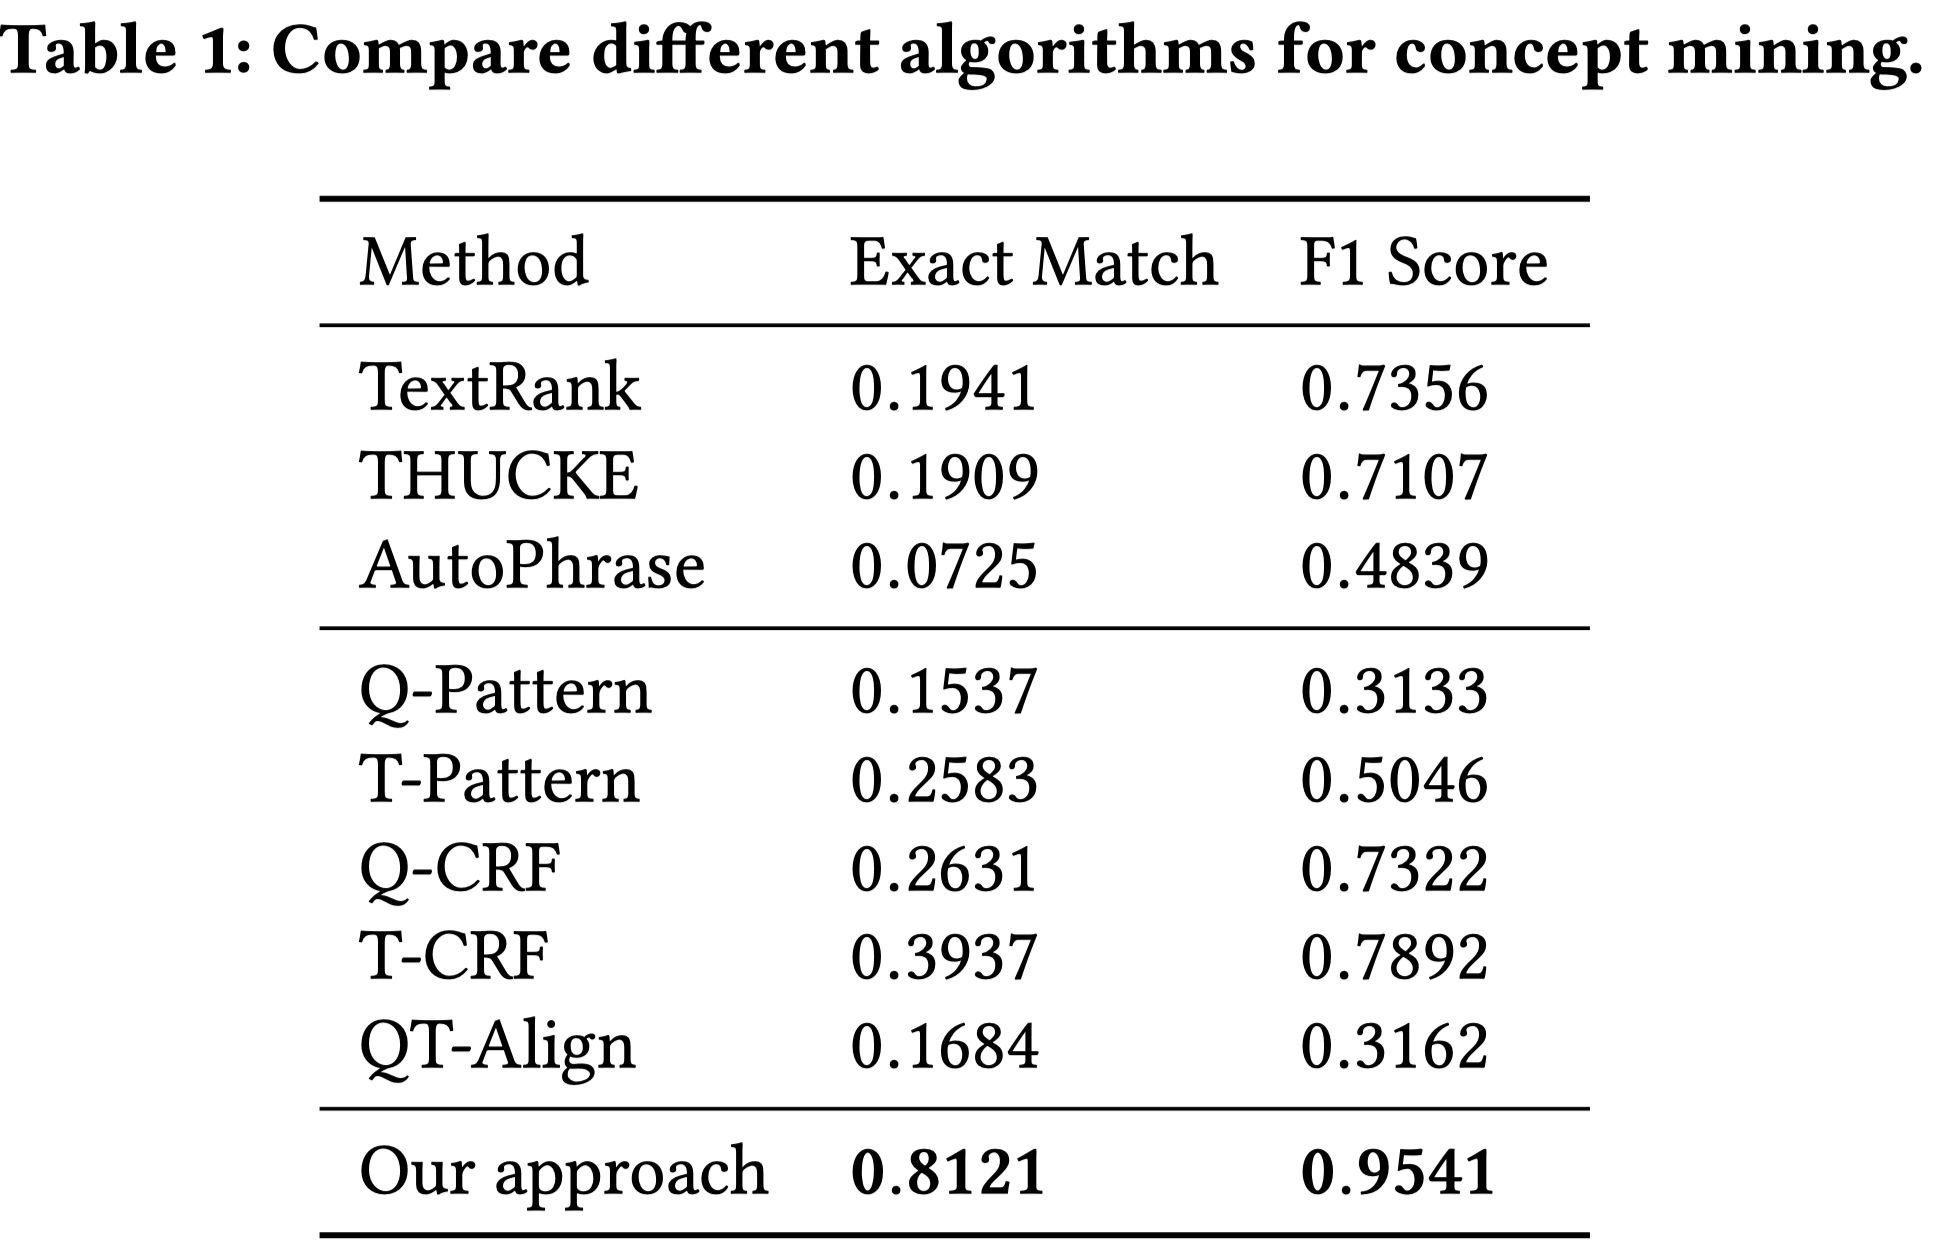 Table 1: Compare different algorithms for concept mining.
Method Exact Match F1 Score
TextRank 0.1941 0.7356
THUCKE 0.1909 0.7107
AutoPhrase 0.0725 0.4839
Q-Pattern 0.1537 0.3133
T-Pattern 0.2583 0.5046
Q-CRF 0.2631 0.7322
T-CRF 0.3937 0.7892
QT-Align 0.1684 0.3162
Our approach 0.8121 0.9541